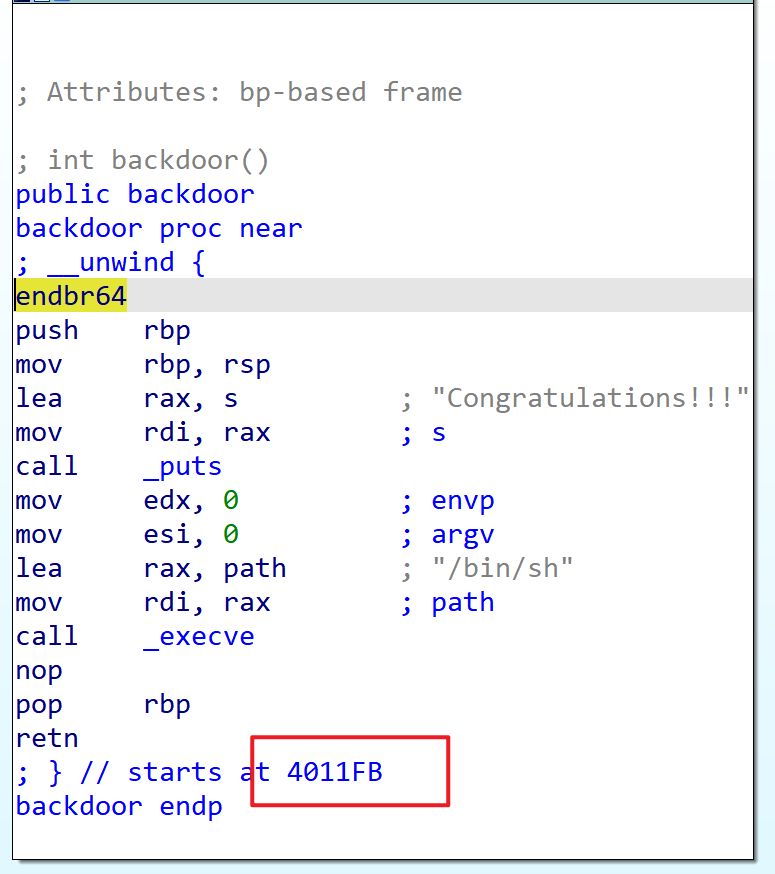 ; Attributes: bp-based frame
; int backdoor()
public backdoor
backdoor proc near
; __unwind {
endbr64
push    rbp
mov     rbp, rsp
lea     rax, s          ; "Congratulations!!!"
mov     rdi, rax        ; s
call    _puts
mov     edx, 0          ; envp
mov     esi, 0          ; argv
lea     rax, path       ; "/bin/sh"
mov     rdi, rax        ; path
call    _execve
nop
pop     rbp
retn
; } // starts at 4011FB
backdoor endp